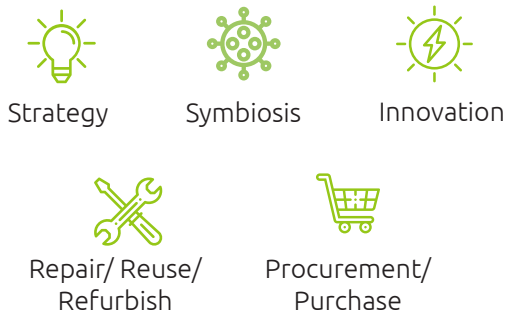 Strategy
Symbiosis
Innovation
Repair/ Reuse/
Refurbish
Procurement/
Purchase